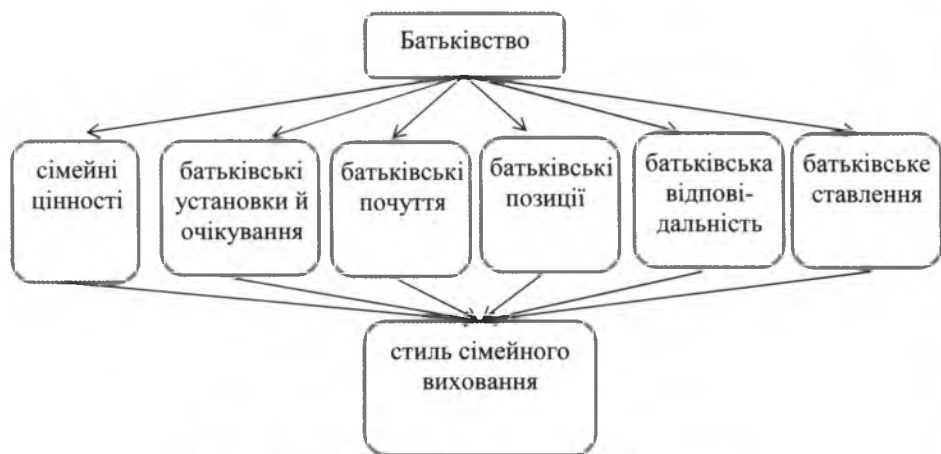 Батьківство
сімейні
цінності
батьківські
установки й
очікування
батьківські
почуття
батьківські
позиції
батьківська
відпові-
дальність
батьківське
ставлення
стиль сімейного
виховання